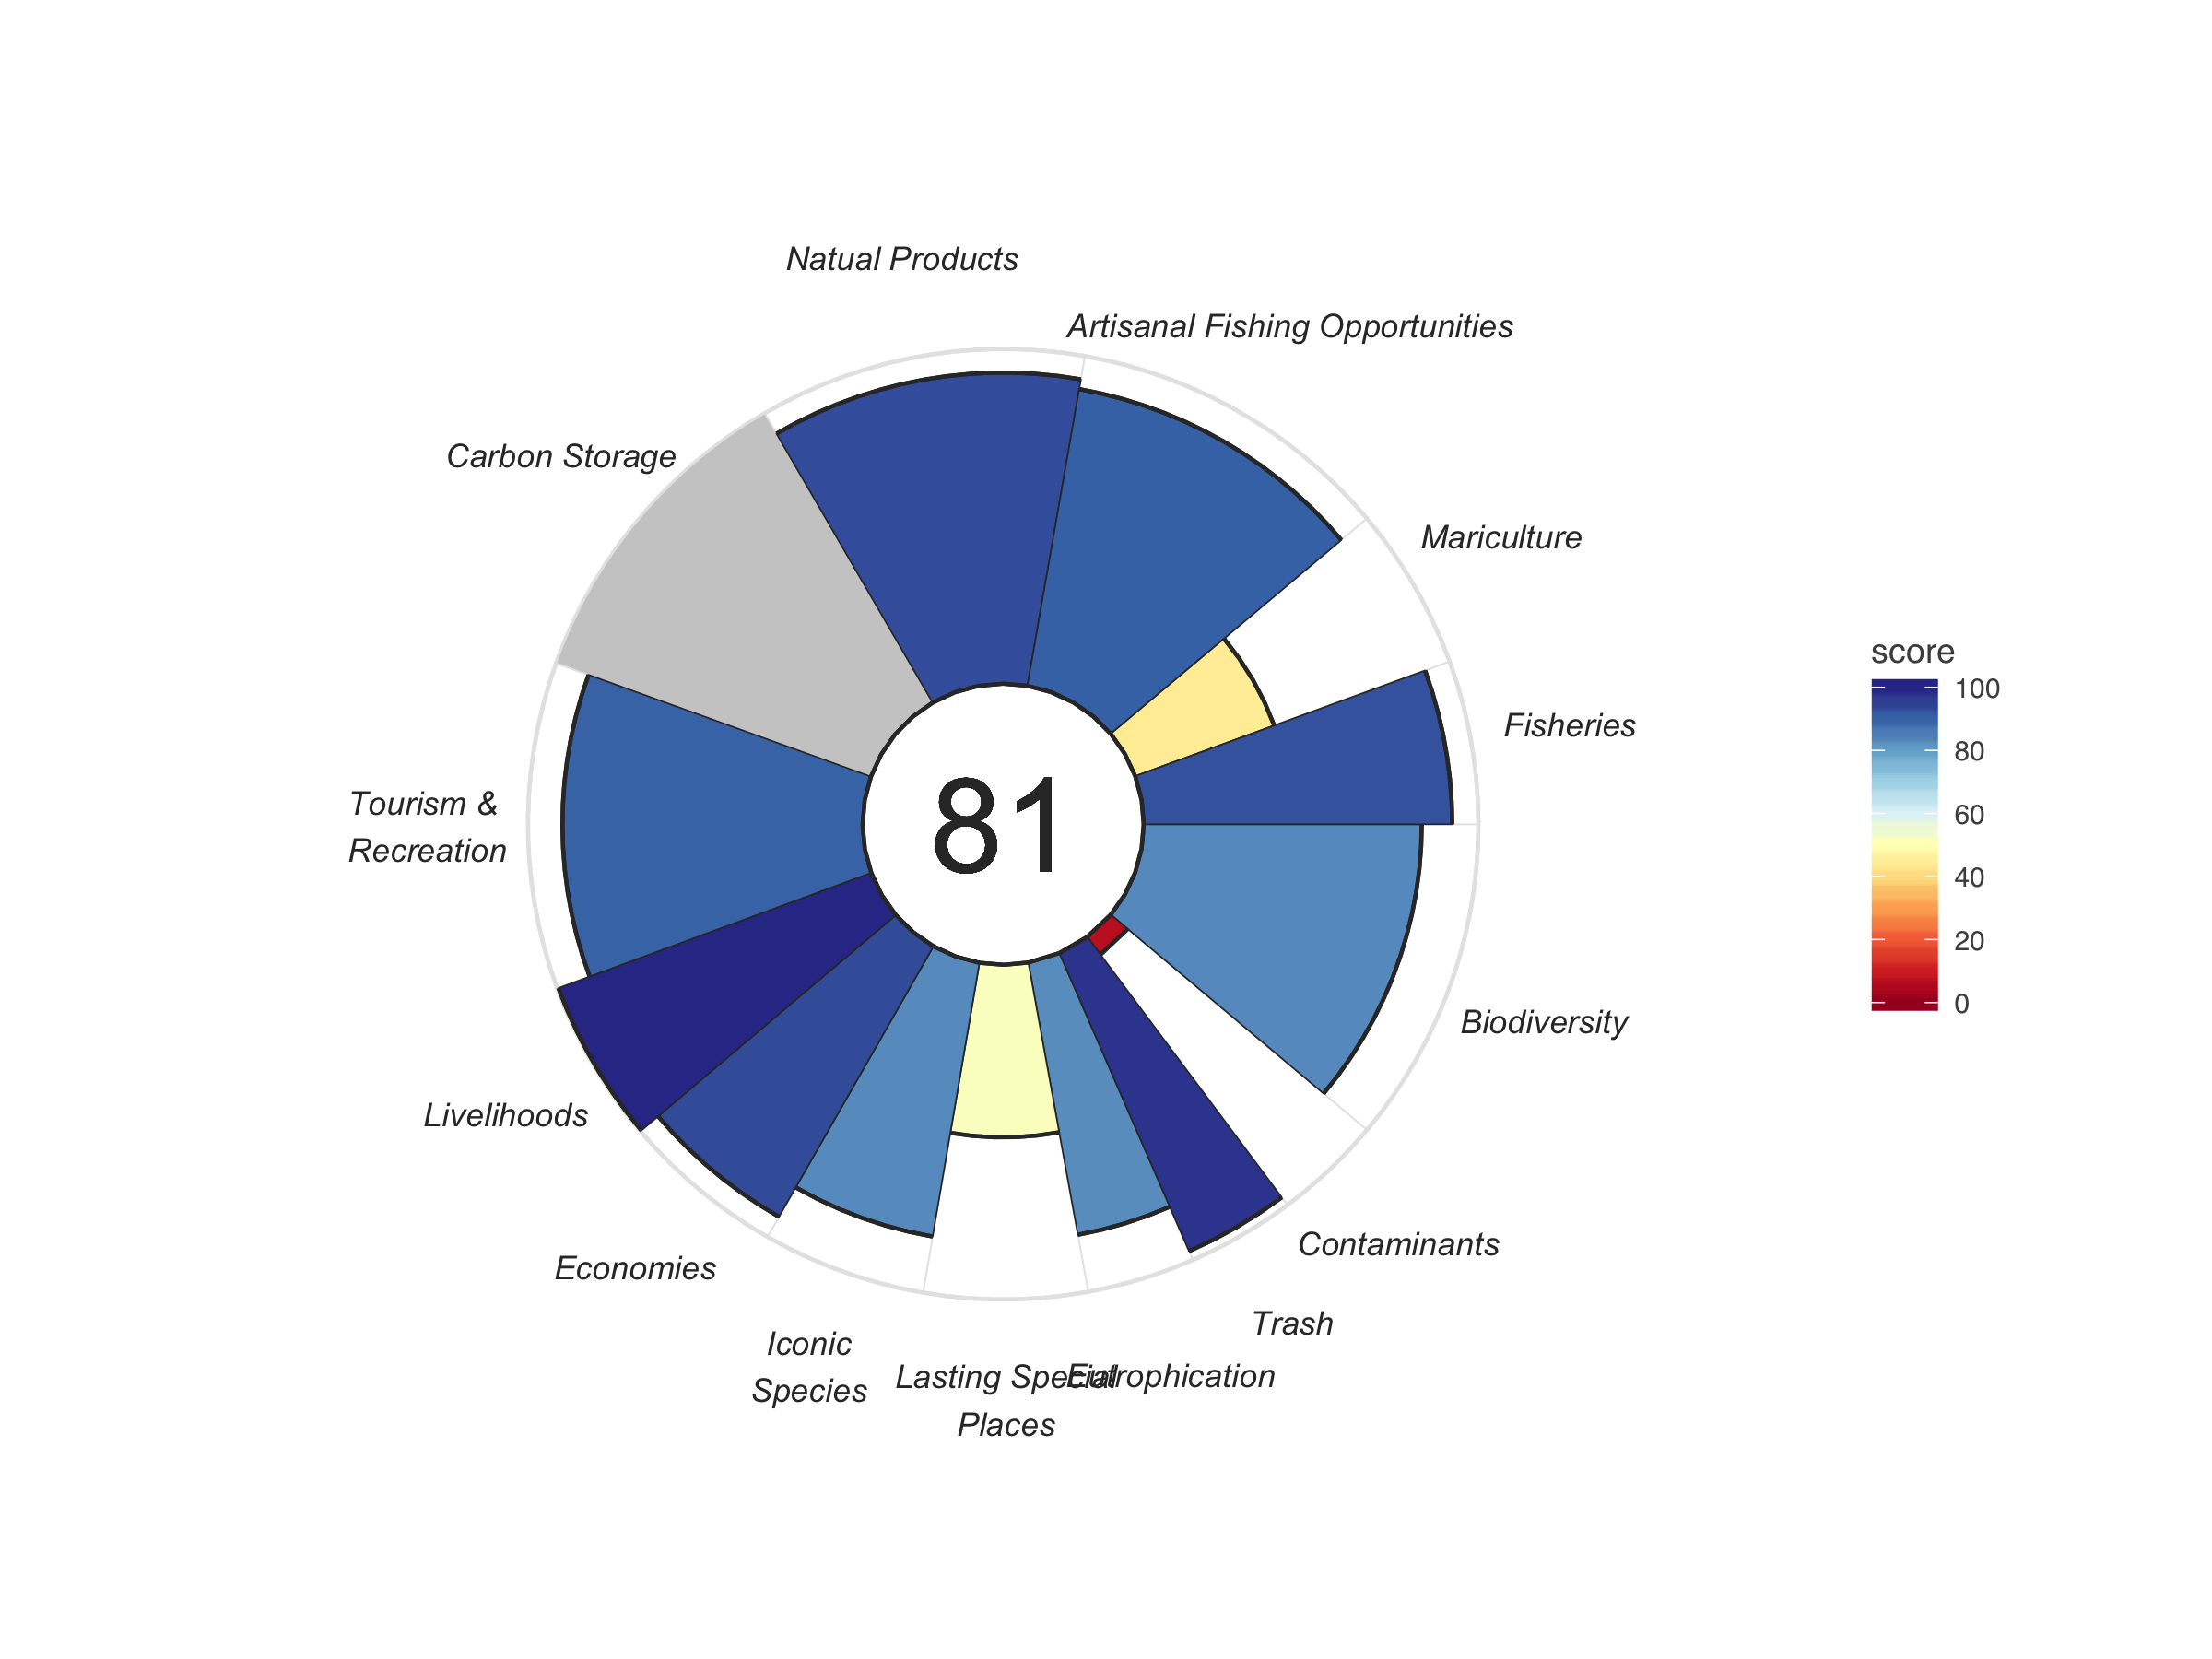 Natual Products
Artisanal Fishing Opportunities
Carbon Storage
Mariculture
score
100
80
60
40
20
0
Fisheries
Tourism &
Recreation
81
Biodiversity
Livelihoods
Contaminants
Economies
Trash
Iconic
Species
Lasting Special
Places
Eutrophication